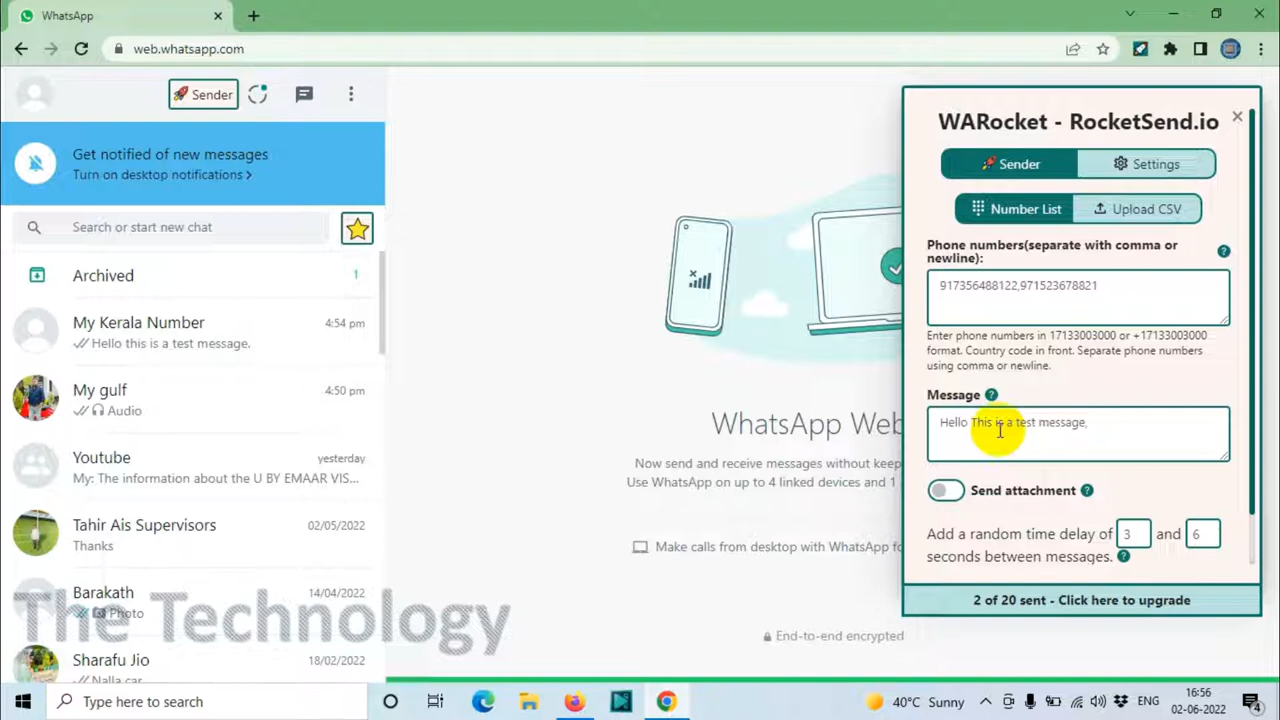 WhatsApp
web.whatsapp.com
Sender
Get notified of new messages
Turn on desktop notifications >
Search or start new chat
Archived 1
My Kerala Number 4:54 pm
Hello this is a test message.
My gulf 4:50 pm
Audio
Youtube yesterday
My: The information about the U BY EMAAR VIS...
Tahir Ais Supervisors 02/05/2022
Thanks
Barakath 14/04/2022
Photo
Sharafu Jio 18/02/2022
Nalla car
The Technology
WhatsApp Web
Now send and receive messages without keep
Use WhatsApp on up to 4 linked devices and 1
Make calls from desktop with WhatsApp fo
End-to-end encrypted
WARocket - RocketSend.io
Sender Settings
Number List Upload CSV
Phone numbers(separate with comma or
newline): ?
917356488122,971523678821
Enter phone numbers in 17133003000 or +17133003000
format. Country code in front. Separate phone numbers
using comma or newline.
Message ?
Hello This is a test message,
Send attachment ?
Add a random time delay of 3 and 6
seconds between messages. ?
2 of 20 sent - Click here to upgrade
Type here to search
40°C Sunny
ENG
16:56
02-06-2022
4